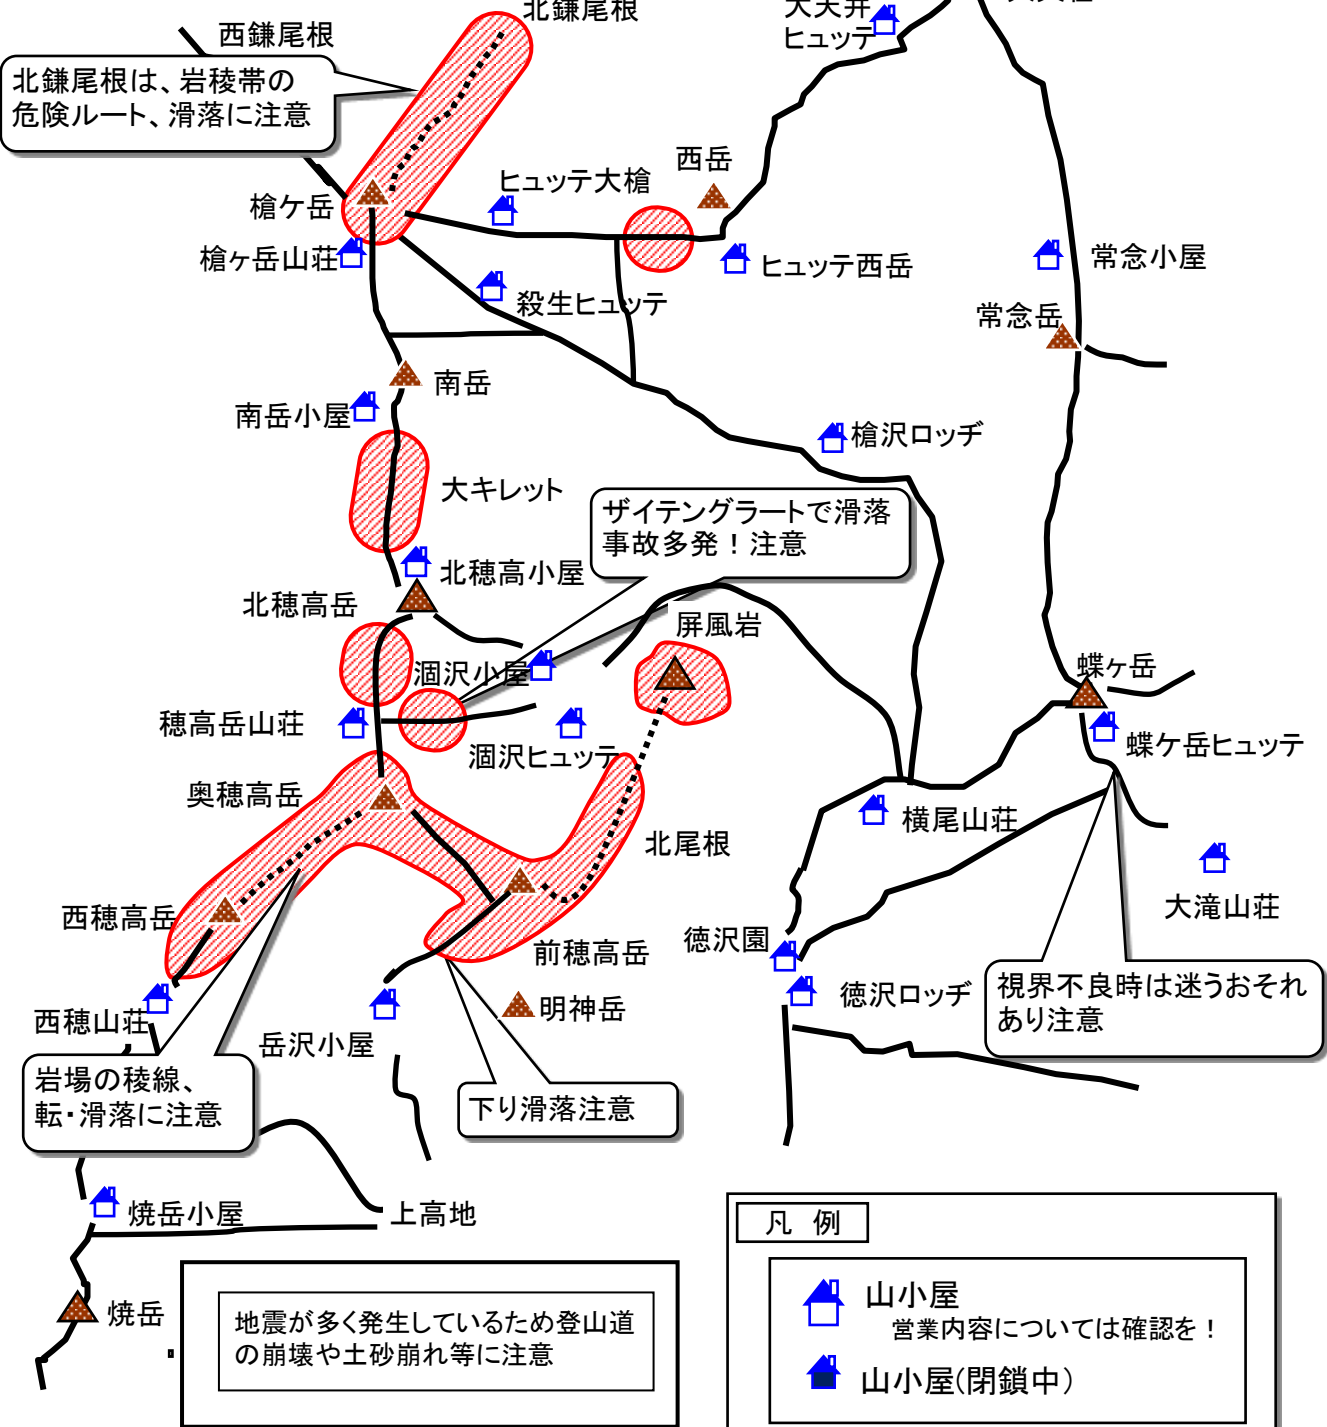 北鎌尾根
大天井
ヒュッテ
西鎌尾根
北鎌尾根は、岩稜帯の
危険ルート、滑落に注意
西岳
ヒュッテ大槍
槍ケ岳
槍ヶ岳山荘
ヒュッテ西岳
常念小屋
殺生ヒュッテ
常念岳
南岳
南岳小屋
槍沢ロッヂ
大キレット
ザイテングラートで滑落
事故多発！注意
北穂高小屋
北穂高岳
屏風岩
涸沢小屋
蝶ヶ岳
穂高岳山荘
涸沢ヒュッテ
蝶ケ岳ヒュッテ
奥穂高岳
横尾山荘
北尾根
大滝山荘
西穂高岳
徳沢園
前穂高岳
徳沢ロッヂ
視界不良時は迷うおそれ
あり注意
明神岳
西穂山荘
岳沢小屋
岩場の稜線、
転・滑落に注意
下り滑落注意
焼岳小屋
上高地
凡 例
山小屋
営業内容については確認を！
焼岳
地震が多く発生しているため登山道
の崩壊や土砂崩れ等に注意
山小屋(閉鎖中)